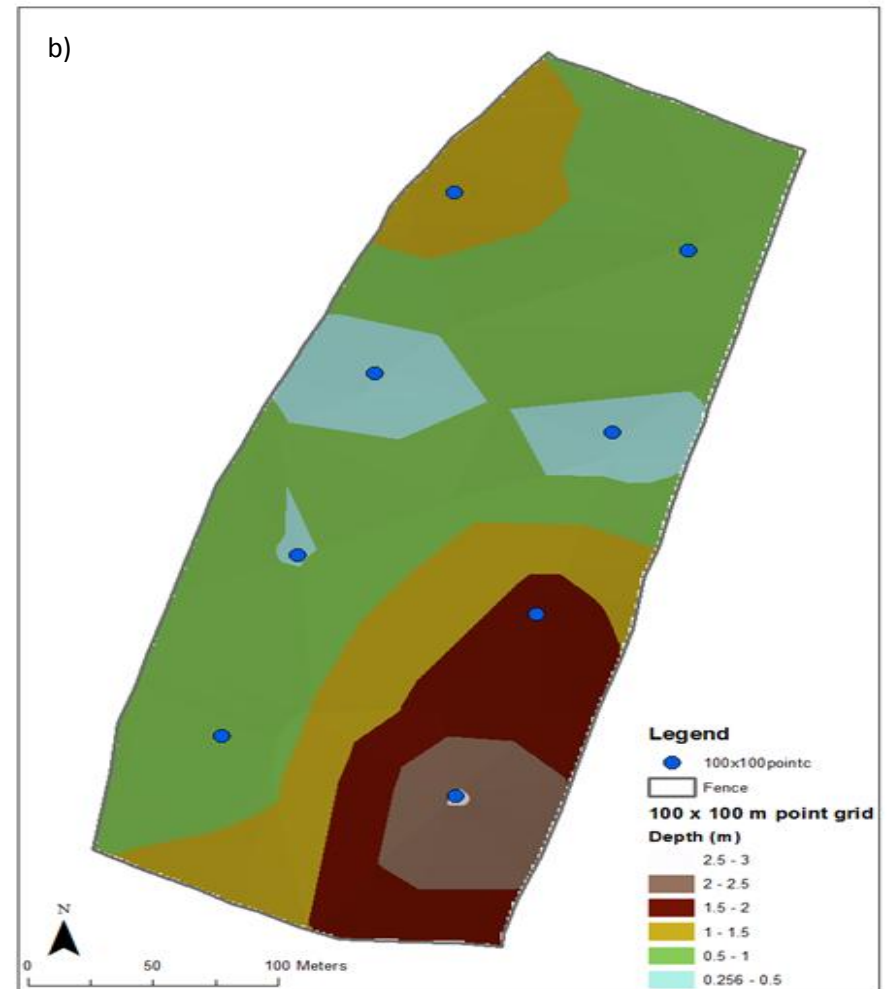 b)
Legend
100x100pointc
Fence
100 x 100 m point grid
Depth (m)
2.5 - 3
2 - 2.5
1.5 - 2
1 - 1.5
0.5 - 1
0.256 - 0.5
N
0 50 100 Meters